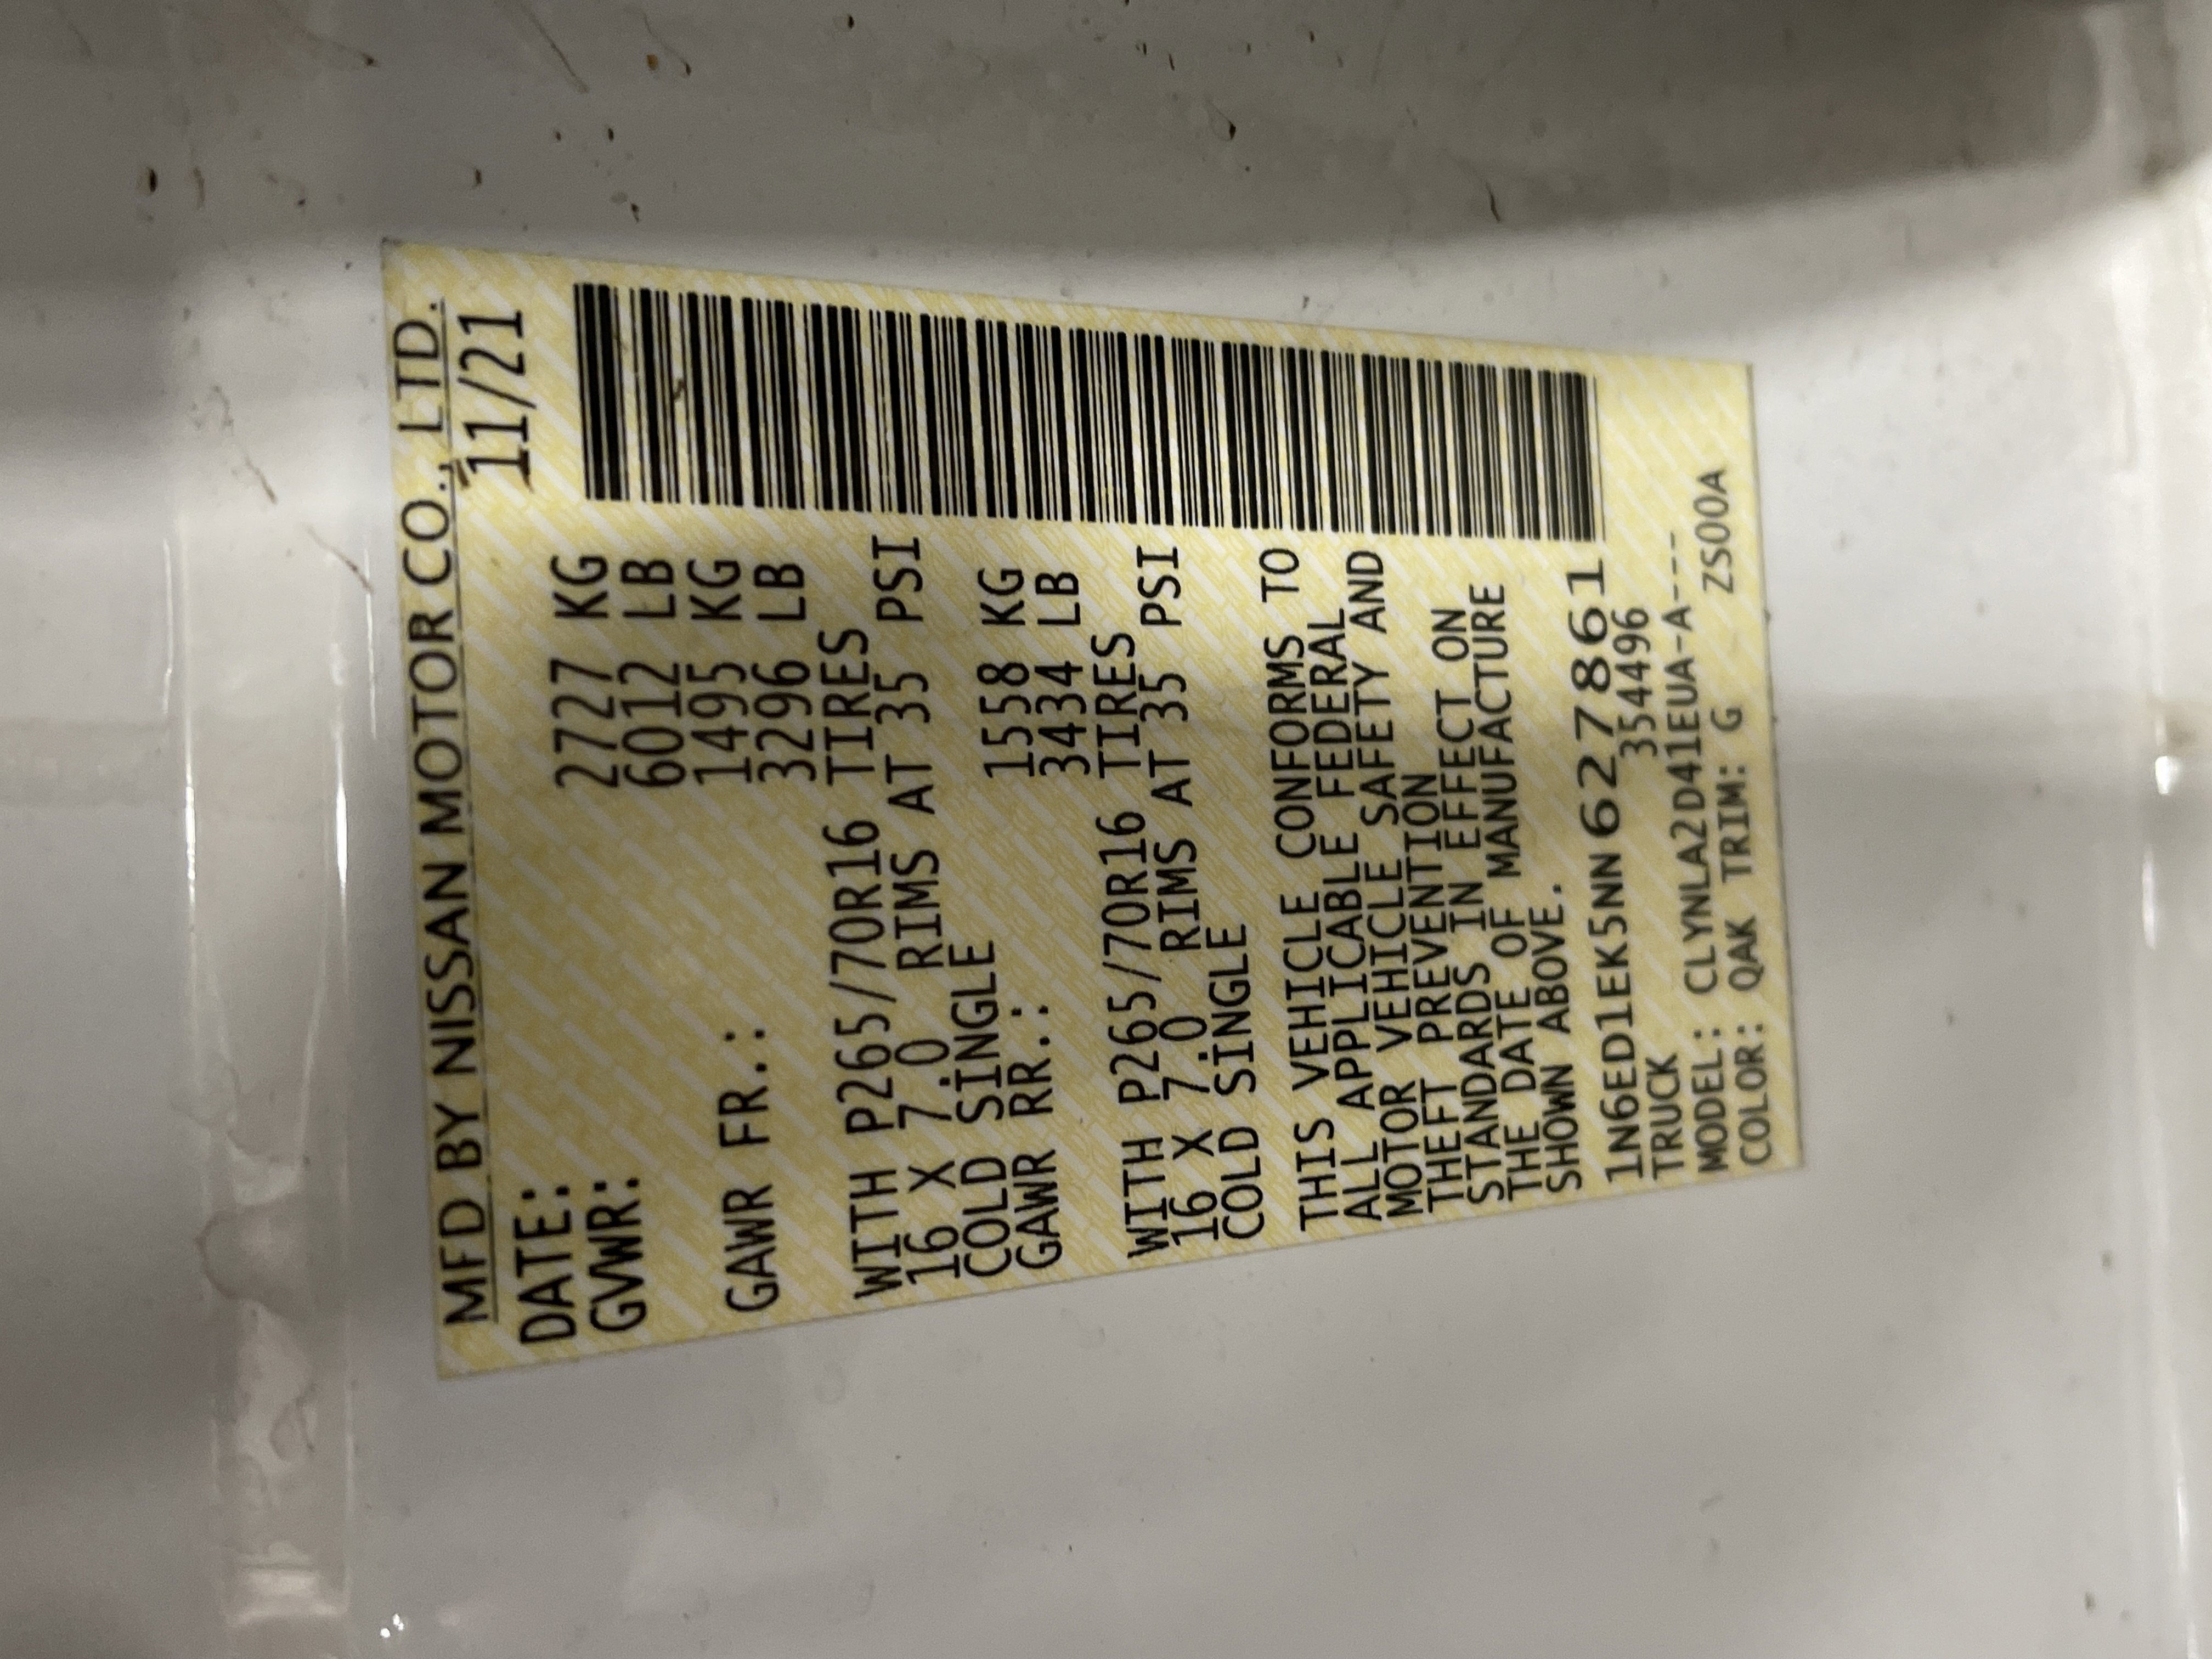 MFD BY NISSAN MOTOR CO., LTD.
DATE: 11/21
GVWR: 2727 KG
6012 LB
GAWR FR.: 1495 KG
3296 LB
WITH P265/70R16 TIRES
16 X 7.0 RIMS AT 35 PSI
COLD SINGLE
GAWR RR.: 1558 KG
3434 LB
WITH P265/70R16 TIRES
16 X 7.0 RIMS AT 35 PSI
COLD SINGLE
THIS VEHICLE CONFORMS TO
ALL APPLICABLE FEDERAL
MOTOR VEHICLE SAFETY AND
THEFT PREVENTION
STANDARDS IN EFFECT ON
THE DATE OF MANUFACTURE
SHOWN ABOVE.
1N6ED1EK5NN627861
TRUCK 354496
MODEL: CLYNLA2D41EUA-A---
COLOR: QAK TRIM: G ZS00A